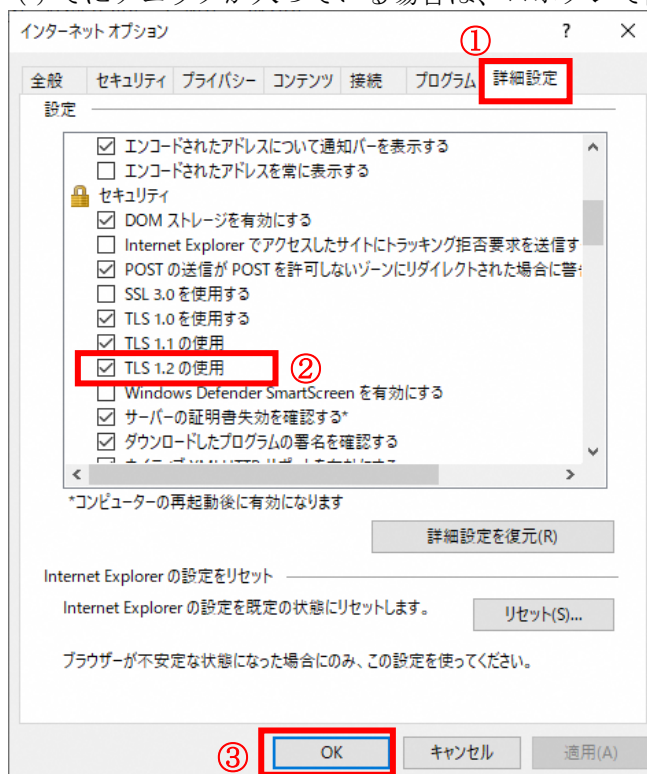 インターネット オプション
①
?
×
全般 セキュリティ プライバシー コンテンツ 接続 プログラム 詳細設定
設定
エンコードされたアドレスについて通知バーを表示する
エンコードされたアドレスを常に表示する
セキュリティ
DOM ストレージを有効にする
Internet Explorer でアクセスしたサイトにトラッキング拒否要求を送信す
POST の送信が POST を許可しないゾーンにリダイレクトされた場合に警
SSL 3.0 を使用する
TLS 1.0 を使用する
TLS 1.1 の使用
TLS 1.2 の使用 ②
Windows Defender SmartScreen を有効にする
サーバーの証明書失効を確認する*
ダウンロードしたプログラムの署名を確認する
*コンピューターの再起動後に有効になります
詳細設定を復元(R)
Internet Explorer の設定をリセット
Internet Explorer の設定を既定の状態にリセットします。
リセット(S)...
ブラウザーが不安定な状態になった場合にのみ、この設定を使ってください。
③ OK キャンセル 適用(A)